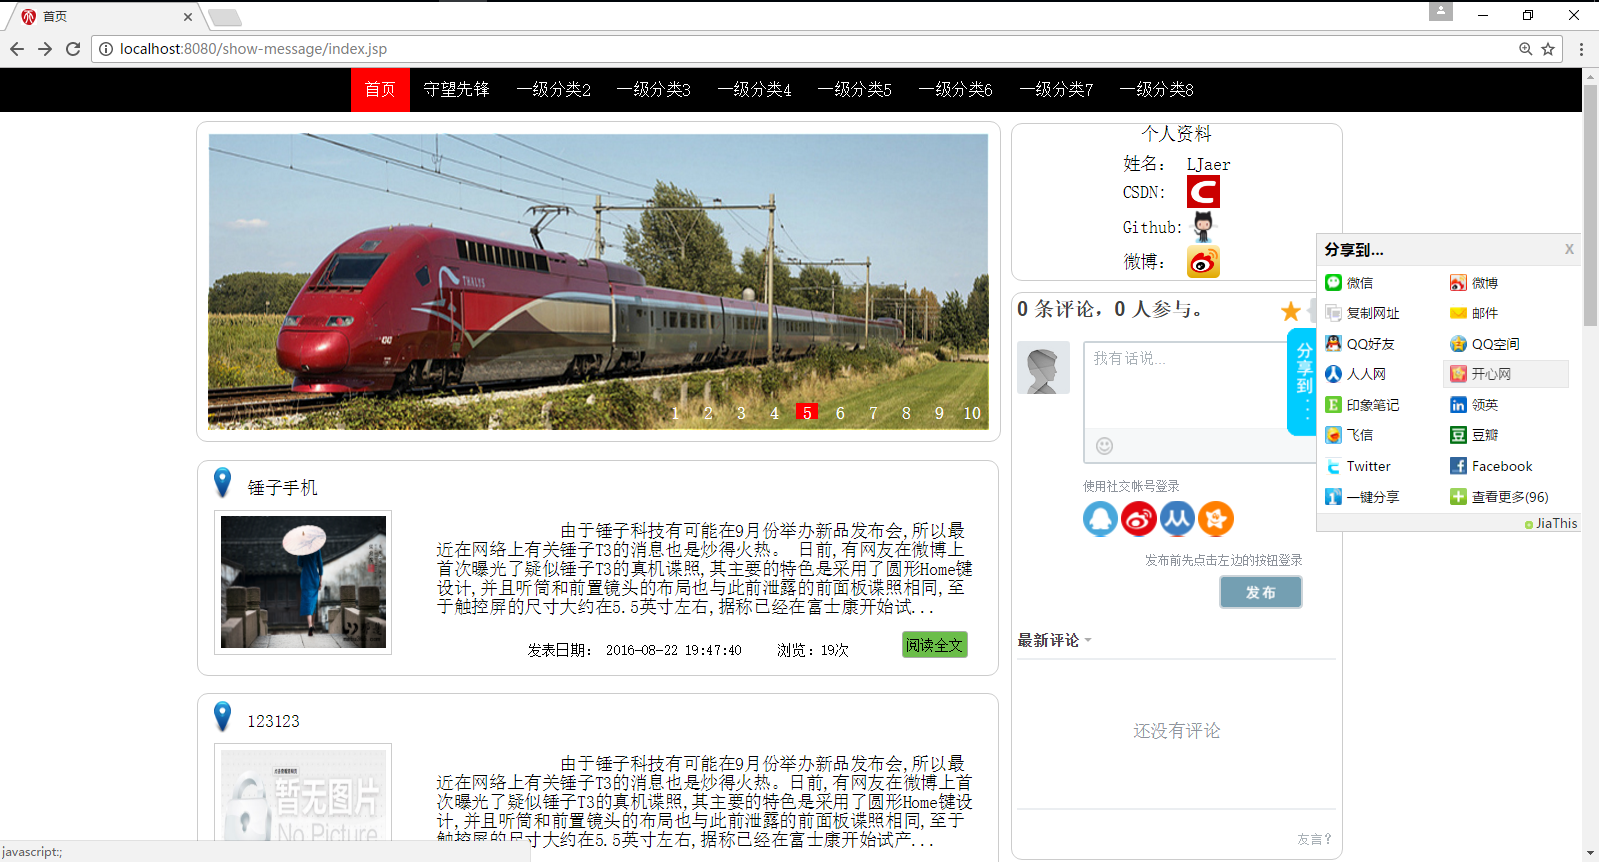 首页
localhost:8080/show-message/index.jsp
首页 守望先锋 一级分类2 一级分类3 一级分类4 一级分类5 一级分类6 一级分类7 一级分类8
THALYS
4343
1 2 3 4 5 6 7 8 9 10
个人资料
姓名： LJaer
CSDN:
Github:
微博：
0 条评论，0 人参与。
我有话说...
使用社交帐号登录
发布前先点击左边的按钮登录
发布
最新评论
还没有评论
友言?
分享到...
分享到... X
微信 微博
复制网址 邮件
QQ好友 QQ空间
人人网 开心网
印象笔记 领英
飞信 豆瓣
Twitter Facebook
一键分享 查看更多(96)
JiaThis
锤子手机
由于锤子科技有可能在9月份举办新品发布会,所以最
近在网络上有关锤子T3的消息也是炒得火热。 日前,有网友在微博上
首次曝光了疑似锤子T3的真机谍照,其主要的特色是采用了圆形Home键
设计,并且听筒和前置镜头的布局也与此前泄露的前面板谍照相同,至
于触控屏的尺寸大约在5.5英寸左右,据称已经在富士康开始试...
发表日期： 2016-08-22 19:47:40 浏览：19次 阅读全文
123123
暂无图片
No Picture
由于锤子科技有可能在9月份举办新品发布会,所以最
近在网络上有关锤子T3的消息也是炒得火热。日前,有网友在微博上首
次曝光了疑似锤子T3的真机谍照,其主要的特色是采用了圆形Home键设
计,并且听筒和前置镜头的布局也与此前泄露的前面板谍照相同,至于
触控屏的尺寸大约在5.5英寸左右,据称已经在富士康开始试产...
javascript:;